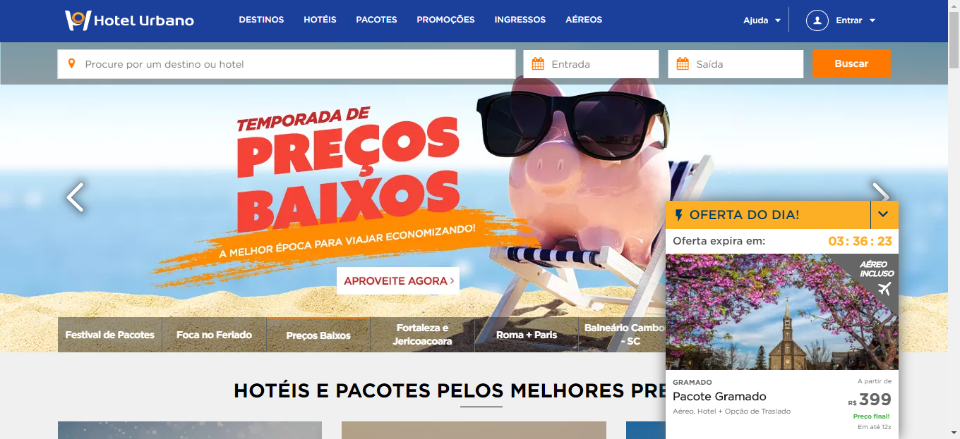 Hotel Urbano
DESTINOS HOTÉIS PACOTES PROMOÇÕES INGRESSOS AÉREOS
Ajuda Entrar
Procure por um destino ou hotel
Entrada
Saída
Buscar
TEMPORADA DE
PREÇOS
BAIXOS
A MELHOR ÉPOCA PARA VIAJAR ECONOMIZANDO!
APROVEITE AGORA >
Festival de Pacotes
Foca no Feriado
Preços Baixos
Fortaleza e
Jericoacoara
Roma + Paris
Balneário Cambo
- SC
OFERTA DO DIA!
Oferta expira em: 03 : 36 : 23
AÉREO
INCLUSO
GRAMADO
Pacote Gramado
Aéreo, Hotel + Opção de Traslado
A partir de
R$ 399
Preço final!
Em até 12x
HOTÉIS E PACOTES PELOS MELHORES PRE